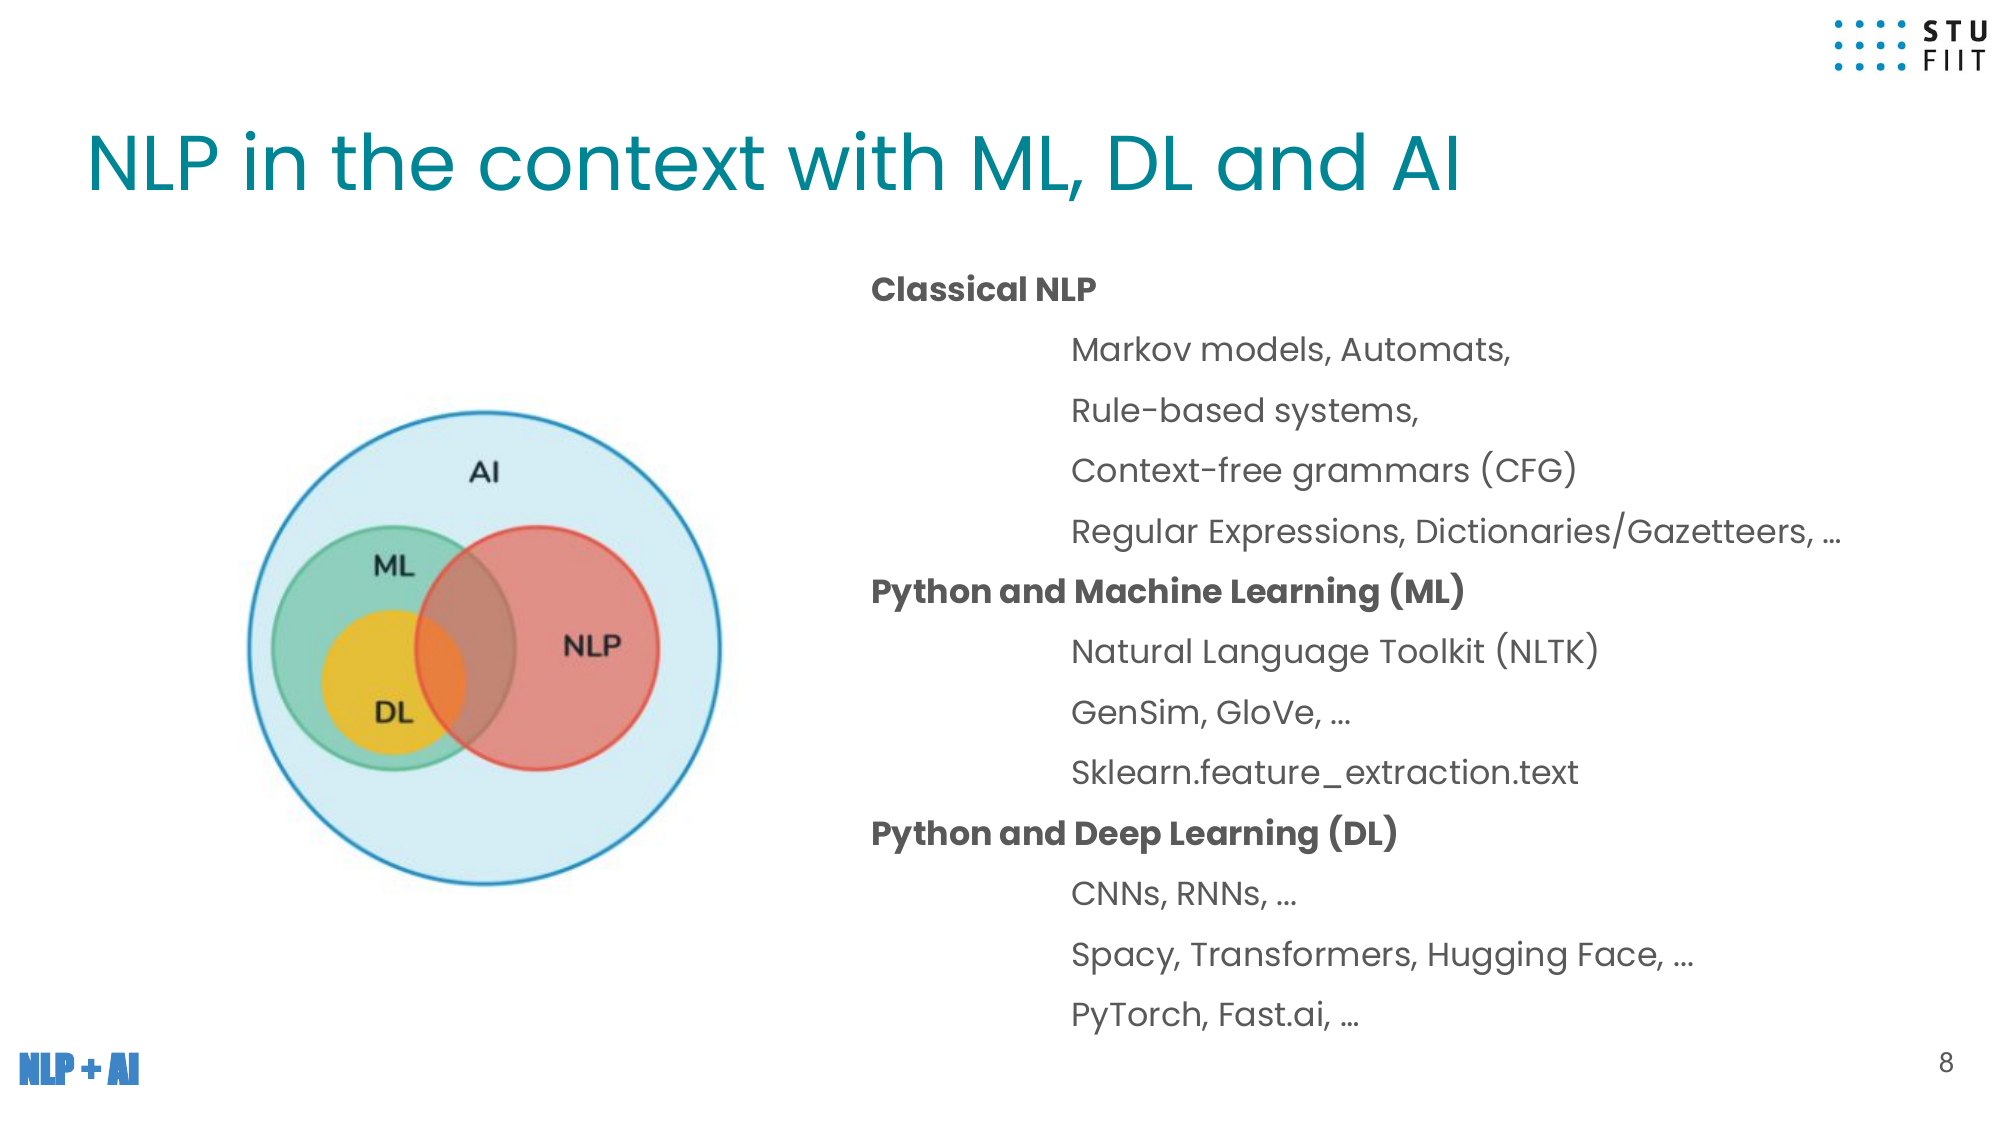 STU
FIIT
NLP in the context with ML, DL and AI
AI
ML
NLP
DL
Classical NLP
Markov models, Automats,
Rule-based systems,
Context-free grammars (CFG)
Regular Expressions, Dictionaries/Gazetteers, ...
Python and Machine Learning (ML)
Natural Language Toolkit (NLTK)
GenSim, GloVe, ...
Sklearn.feature_extraction.text
Python and Deep Learning (DL)
CNNs, RNNs, ...
Spacy, Transformers, Hugging Face, ...
PyTorch, Fast.ai, ...
NLP + AI
8